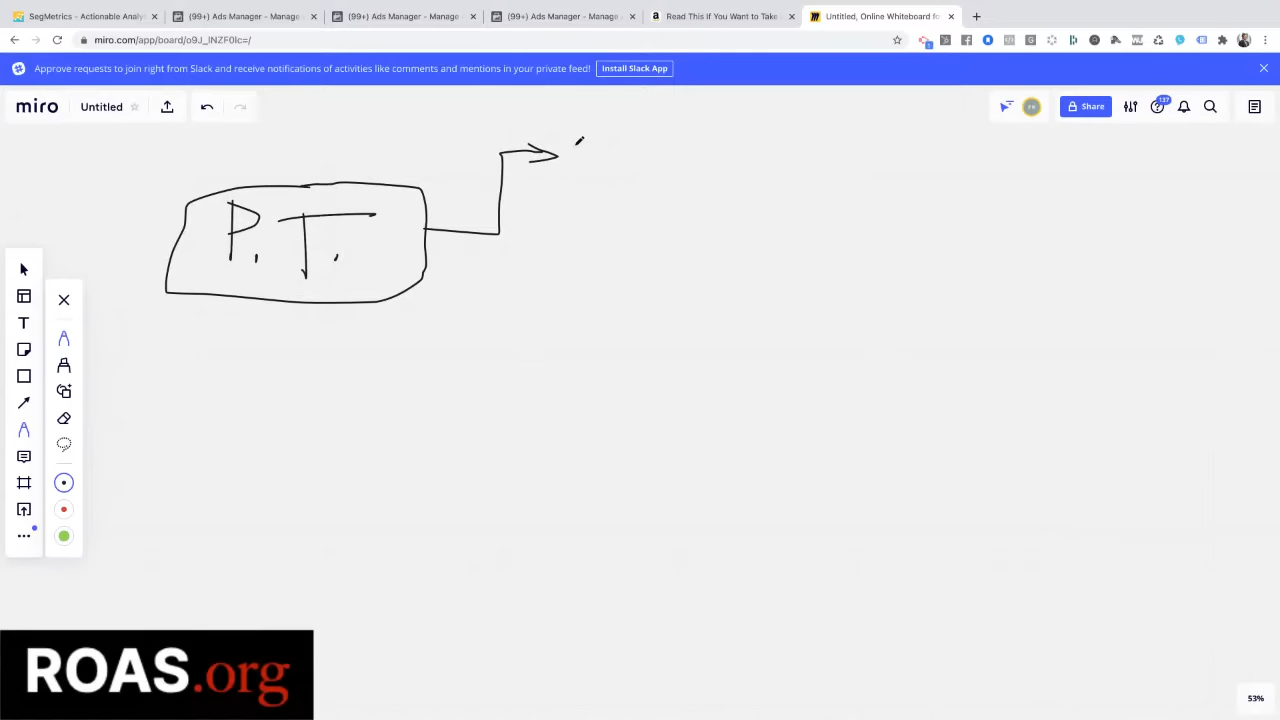 SegMetrics - Actionable Analyt
(99+) Ads Manager - Manage
(99+) Ads Manager - Manage
(99+) Ads Manager - Manage
Read This if You Want to Take
Untitled, Online Whiteboard fo
miro.com/app/board/o9J_lNZF0lc=/
Approve requests to join right from Slack and receive notifications of activities like comments and mentions in your private feed! Install Slack App
miro Untitled
Share
137
P.T.
ROAS.org
53%